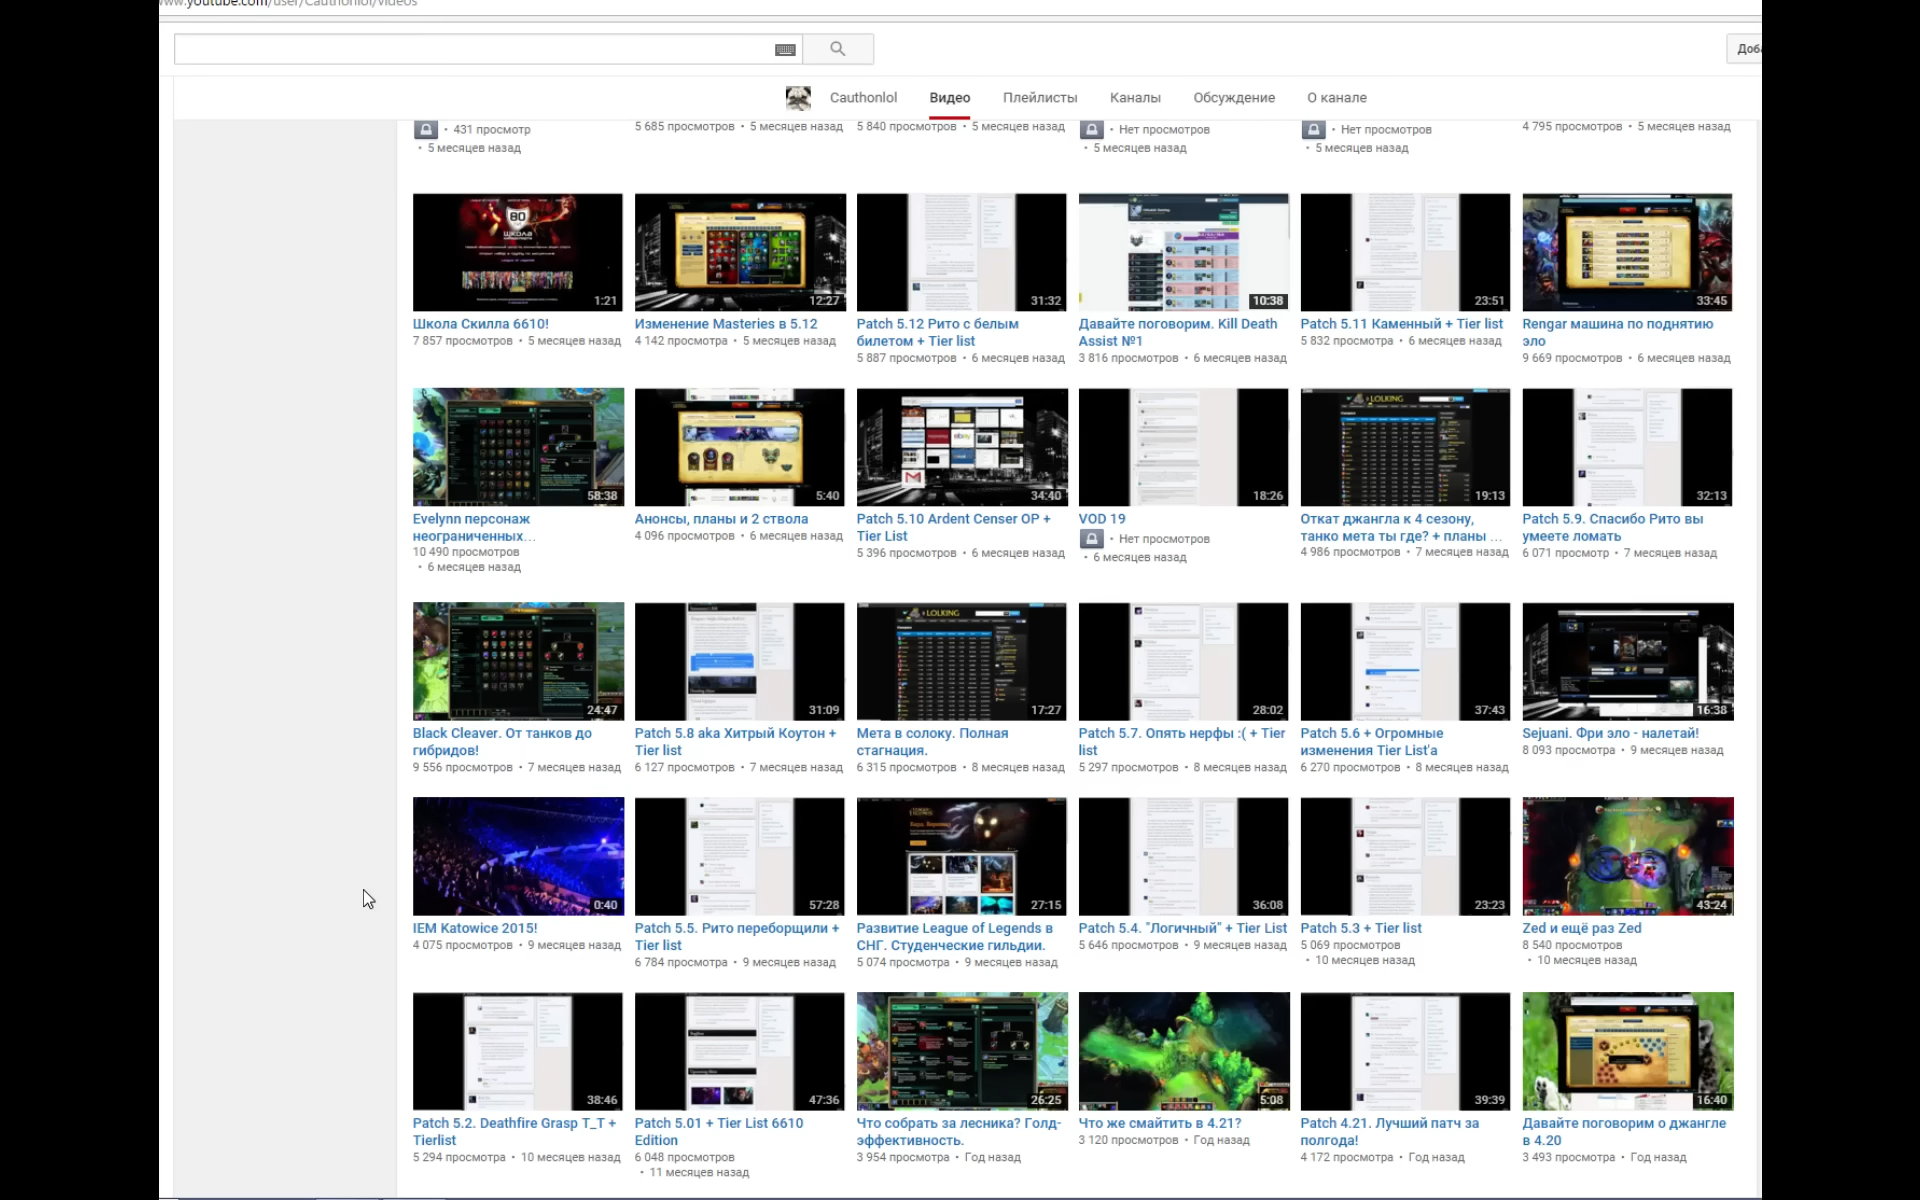 www.youtube.com/user/Cauthonlol/videos
Доба
Cauthonlol Видео Плейлисты Каналы Обсуждение О канале
• 431 просмотр
• 5 месяцев назад
5 685 просмотров • 5 месяцев назад
5 840 просмотров • 5 месяцев назад
• Нет просмотров
• 5 месяцев назад
• Нет просмотров
• 5 месяцев назад
4 795 просмотров • 5 месяцев назад
1:21
Школа Скилла 6610!
7 857 просмотров • 5 месяцев назад
12:27
Изменение Masteries в 5.12
4 142 просмотра • 5 месяцев назад
31:32
Patch 5.12 Рито с белым
билетом + Tier list
5 887 просмотров • 6 месяцев назад
10:38
Давайте поговорим. Kill Death
Assist №1
3 816 просмотров • 6 месяцев назад
23:51
Patch 5.11 Каменный + Tier list
5 832 просмотра • 6 месяцев назад
33:45
Rengar машина по поднятию
эло
9 669 просмотров • 6 месяцев назад
58:38
Evelynn персонаж
неограниченных...
10 490 просмотров
• 6 месяцев назад
5:40
Анонсы, планы и 2 ствола
4 096 просмотров • 6 месяцев назад
34:40
Patch 5.10 Ardent Censer OP +
Tier List
5 396 просмотров • 6 месяцев назад
18:26
VOD 19
• Нет просмотров
• 6 месяцев назад
LOLKING
19:13
Откат джангла к 4 сезону,
танко мета ты где? + планы ...
4 986 просмотров • 7 месяцев назад
32:13
Patch 5.9. Спасибо Рито вы
умеете ломать
6 071 просмотр • 7 месяцев назад
24:47
Black Cleaver. От танков до
гибридов!
9 556 просмотров • 7 месяцев назад
31:09
Patch 5.8 aka Хитрый Коутон +
Tier list
6 127 просмотров • 7 месяцев назад
LOLKING
17:27
Мета в солоку. Полная
стагнация.
6 315 просмотров • 8 месяцев назад
28:02
Patch 5.7. Опять нерфы :( + Tier
list
5 297 просмотров • 8 месяцев назад
37:43
Patch 5.6 + Огромные
изменения Tier List'а
6 270 просмотров • 8 месяцев назад
16:38
Sejuani. Фри эло - налетай!
8 093 просмотра • 9 месяцев назад
0:40
IEM Katowice 2015!
4 075 просмотров • 9 месяцев назад
57:28
Patch 5.5. Рито переборщили +
Tier list
6 784 просмотра • 9 месяцев назад
27:15
Развитие League of Legends в
СНГ. Студенческие гильдии.
5 074 просмотра • 9 месяцев назад
36:08
Patch 5.4. "Логичный" + Tier List
5 646 просмотров • 9 месяцев назад
23:23
Patch 5.3 + Tier list
5 069 просмотров
• 10 месяцев назад
43:24
Zed и ещё раз Zed
8 540 просмотров
• 10 месяцев назад
38:46
Patch 5.2. Deathfire Grasp T_T +
Tierlist
5 294 просмотра • 10 месяцев назад
47:36
Patch 5.01 + Tier List 6610
Edition
6 048 просмотров
• 11 месяцев назад
26:25
Что собрать за лесника? Голд-
эффективность.
3 954 просмотра • Год назад
5:08
Что же смайтить в 4.21?
3 120 просмотров • Год назад
39:39
Patch 4.21. Лучший патч за
полгода!
4 172 просмотра • Год назад
16:40
Давайте поговорим о джангле
в 4.20
3 493 просмотра • Год назад